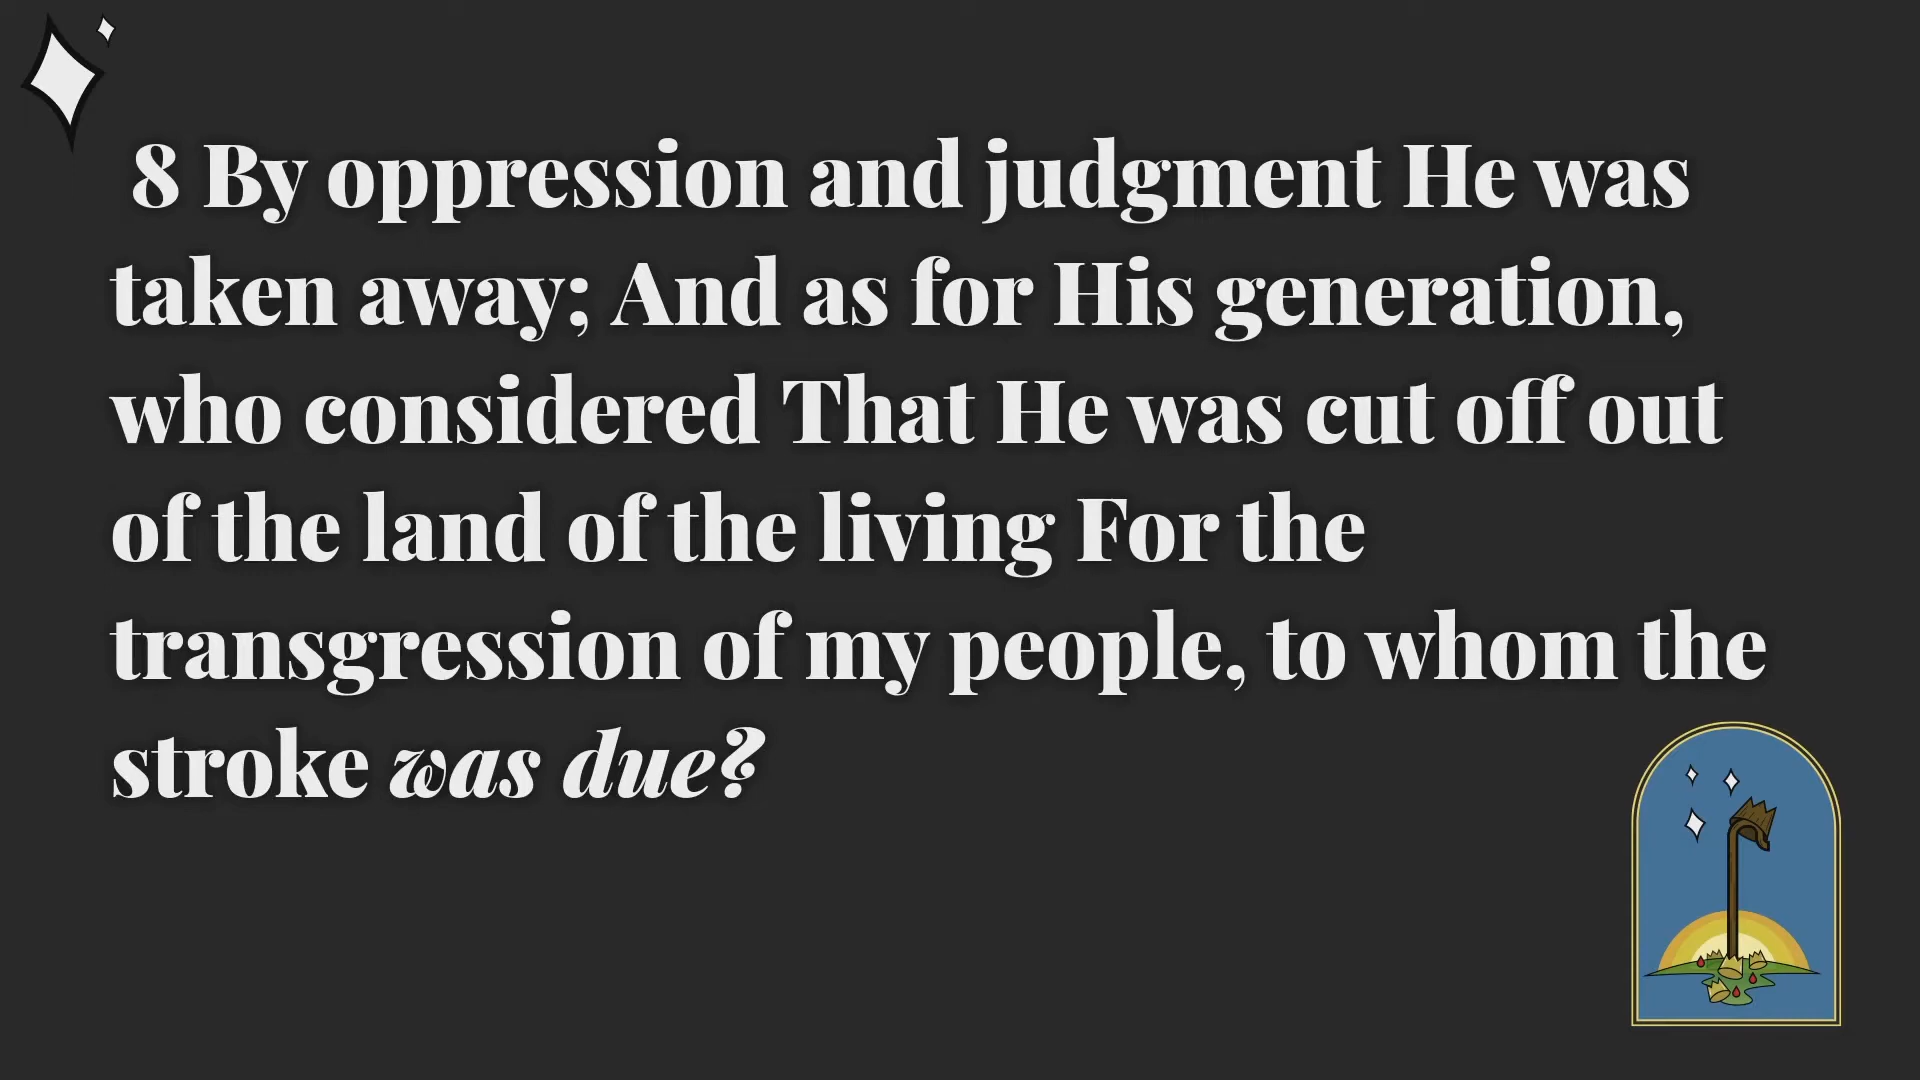 8 By oppression and judgment He was
taken away; And as for His generation,
who considered That He was cut off out
of the land of the living For the
transgression of my people, to whom the
stroke was due?